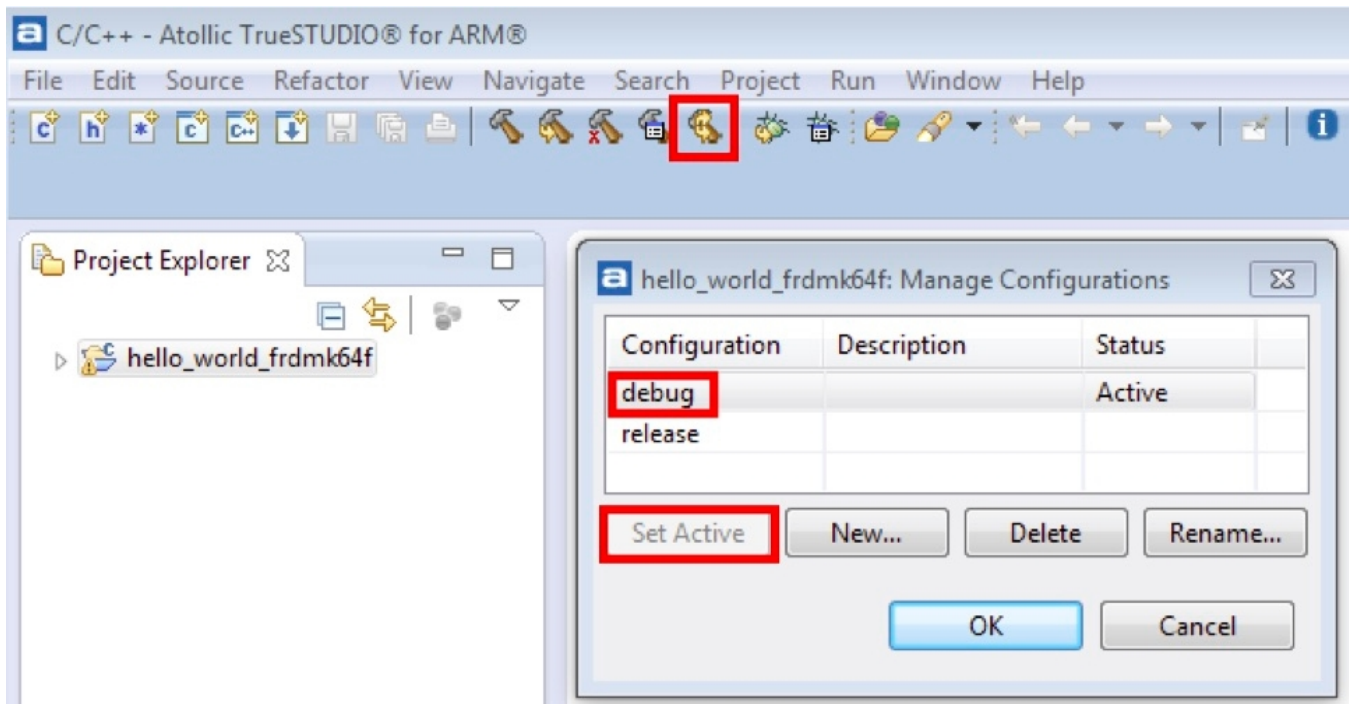 C/C++ - Atollic TrueSTUDIO® for ARM®
File Edit Source Refactor View Navigate Search Project Run Window Help
Project Explorer
hello_world_frdmk64f
hello_world_frdmk64f: Manage Configurations
Configuration Description Status
debug Active
release
Set Active New... Delete Rename...
OK Cancel